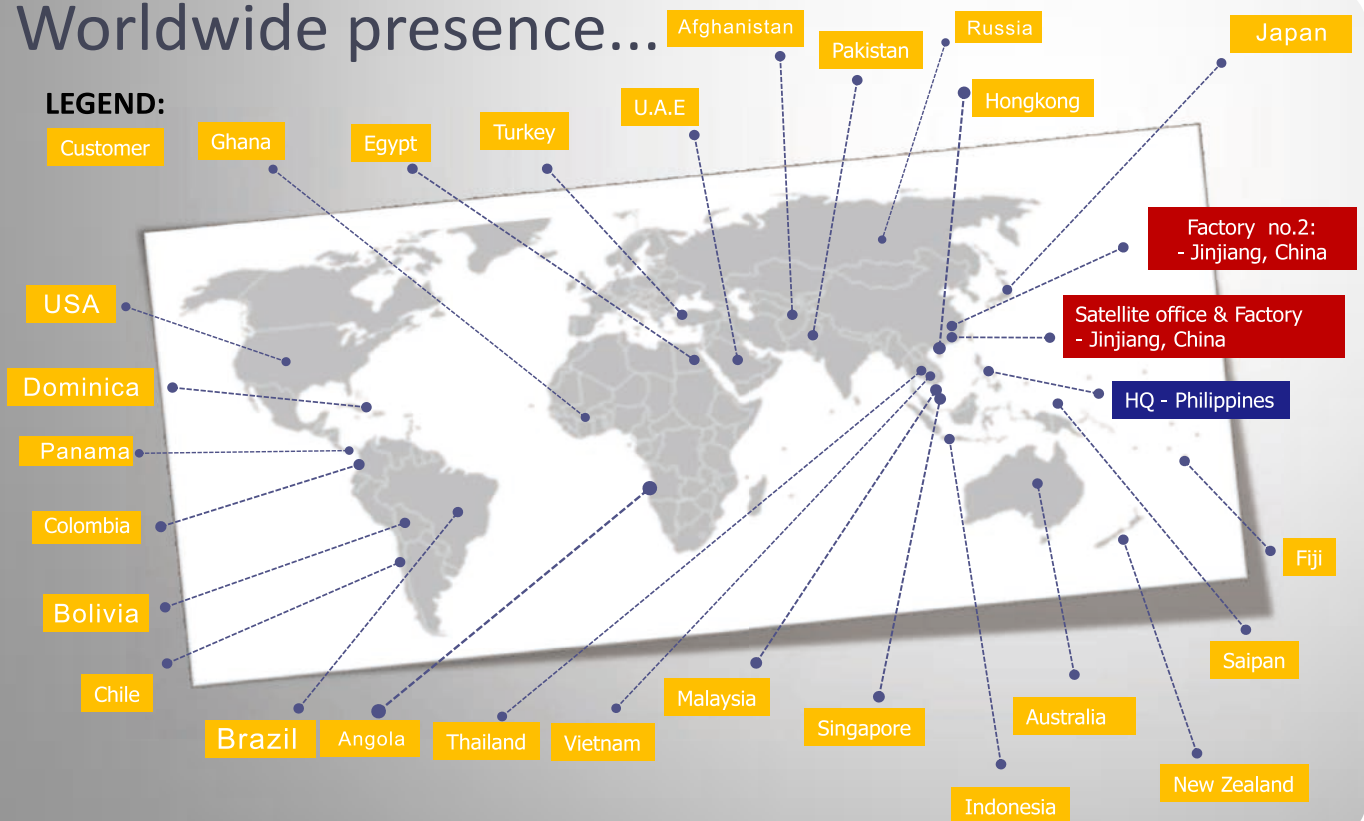 Worldwide presence...
LEGEND:
Customer
Ghana
Egypt
Turkey
U.A.E
Afghanistan
Pakistan
Russia
Hongkong
Japan
Factory no.2:
- Jinjiang, China
Satellite office & Factory
- Jinjiang, China
HQ - Philippines
USA
Dominica
Panama
Colombia
Bolivia
Chile
Brazil
Angola
Thailand
Vietnam
Malaysia
Singapore
Indonesia
Australia
New Zealand
Saipan
Fiji